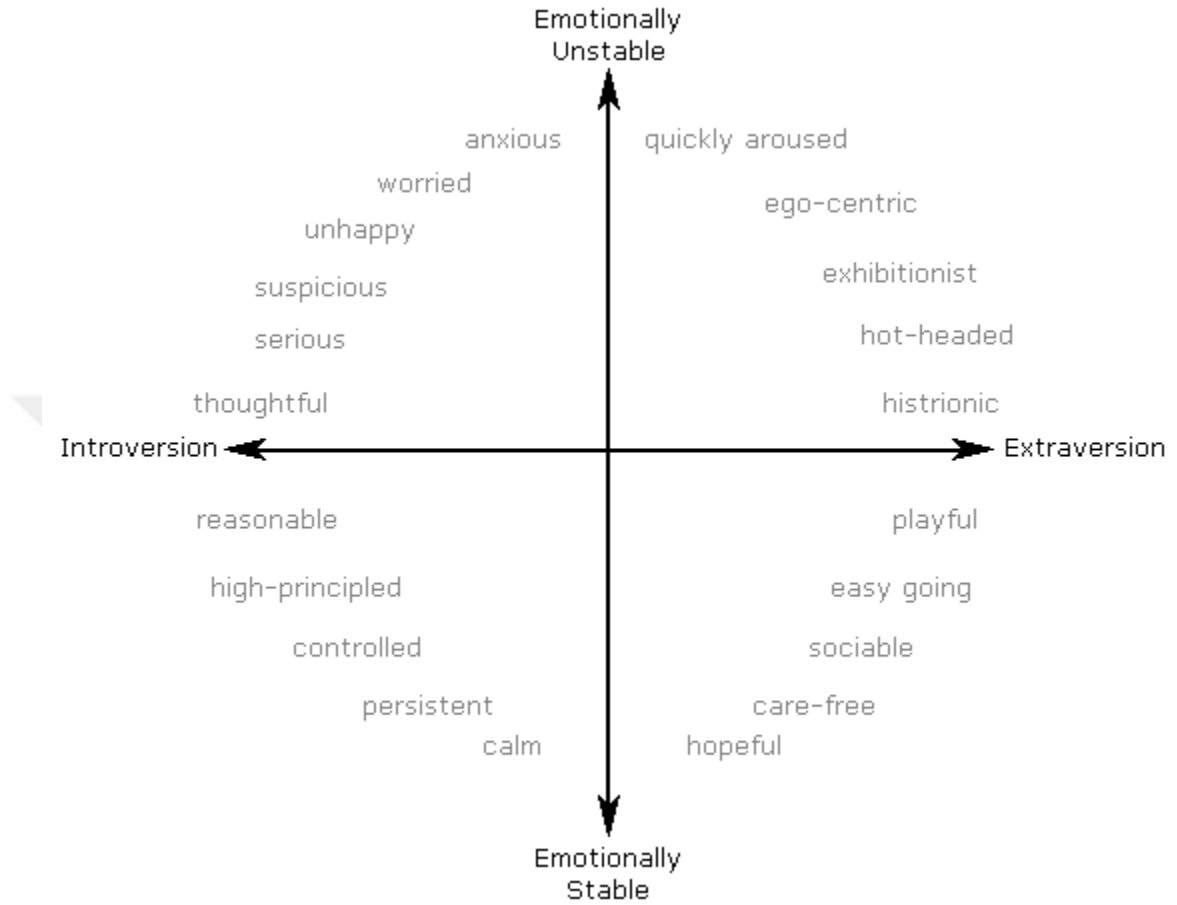 Emotionally
Unstable
anxious quickly aroused
worried
ego-centric
unhappy
exhibitionist
suspicious
hot-headed
serious
thoughtful histrionic
Introversion Extraversion
reasonable playful
high-principled easy going
controlled sociable
persistent care-free
calm hopeful
Emotionally
Stable